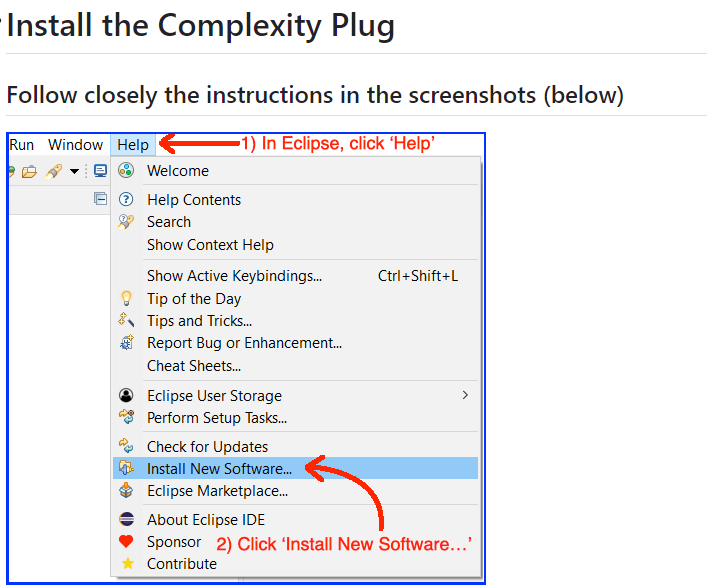 Install the Complexity Plug
Follow closely the instructions in the screenshots (below)
Run Window Help 1) In Eclipse, click ‘Help’
Welcome
Help Contents
Search
Show Context Help
Show Active Keybindings... Ctrl+Shift+L
Tip of the Day
Tips and Tricks...
Report Bug or Enhancement...
Cheat Sheets...
Eclipse User Storage
Perform Setup Tasks...
Check for Updates
Install New Software...
Eclipse Marketplace...
About Eclipse IDE
Sponsor 2) Click ‘Install New Software…’
Contribute